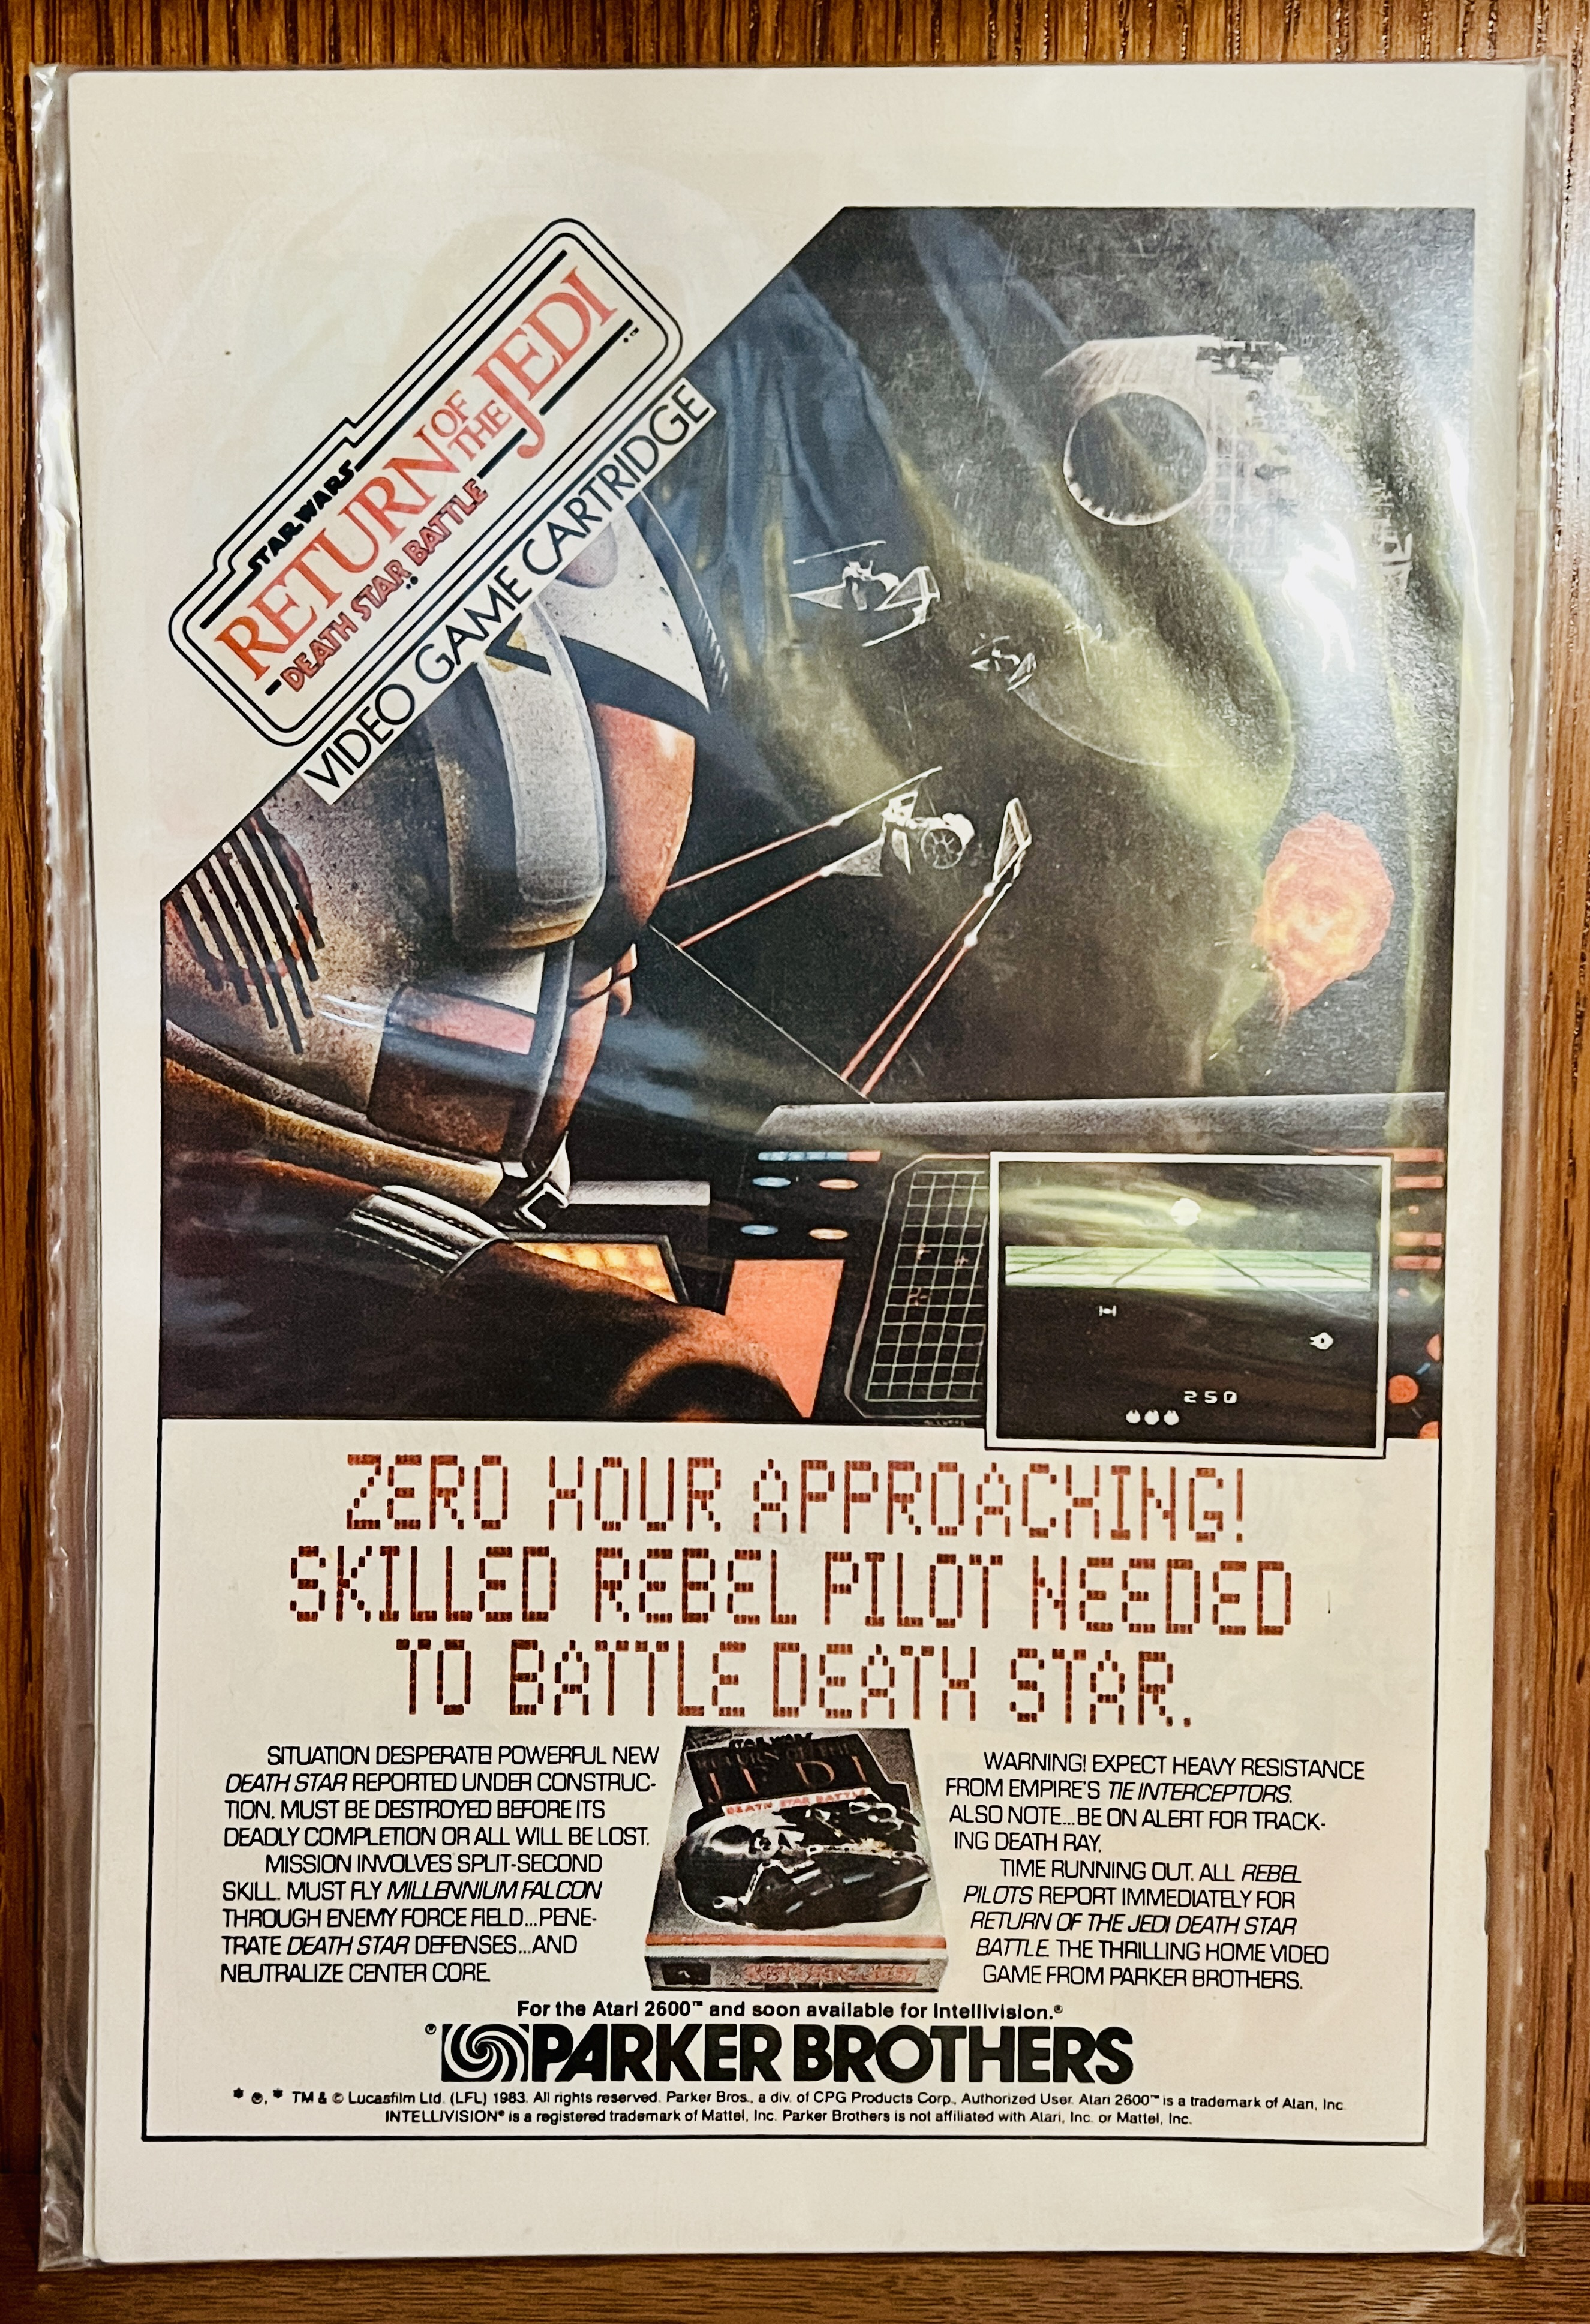 STAR WARS
RETURN OF THE JEDI
DEATH STAR BATTLE
VIDEO GAME CARTRIDGE
250
ZERO HOUR APPROACHING!
SKILLED REBEL PILOT NEEDED
TO BATTLE DEATH STAR.
SITUATION DESPERATE! POWERFUL NEW
DEATH STAR REPORTED UNDER CONSTRUC-
TION. MUST BE DESTROYED BEFORE ITS
DEADLY COMPLETION OR ALL WILL BE LOST.
MISSION INVOLVES SPLIT-SECOND
SKILL. MUST FLY MILLENNIUM FALCON
THROUGH ENEMY FORCE FIELD...PENE-
TRATE DEATH STAR DEFENSES...AND
NEUTRALIZE CENTER CORE.
STAR WARS
RETURN OF THE
JEDI
DEATH STAR BATTLE
WARNING! EXPECT HEAVY RESISTANCE
FROM EMPIRE'S TIE INTERCEPTORS.
ALSO NOTE...BE ON ALERT FOR TRACK-
ING DEATH RAY.
TIME RUNNING OUT. ALL REBEL
PILOTS REPORT IMMEDIATELY FOR
RETURN OF THE JEDI DEATH STAR
BATTLE. THE THRILLING HOME VIDEO
GAME FROM PARKER BROTHERS.
For the Atari 2600™ and soon available for Intellivision.®
® PARKER BROTHERS
* ®, * TM & © Lucasfilm Ltd. (LFL) 1983. All rights reserved. Parker Bros., a div. of CPG Products Corp., Authorized User. Atari 2600™ is a trademark of Atari, Inc.
INTELLIVISION® is a registered trademark of Mattel, Inc. Parker Brothers is not affiliated with Atari, Inc. or Mattel, Inc.